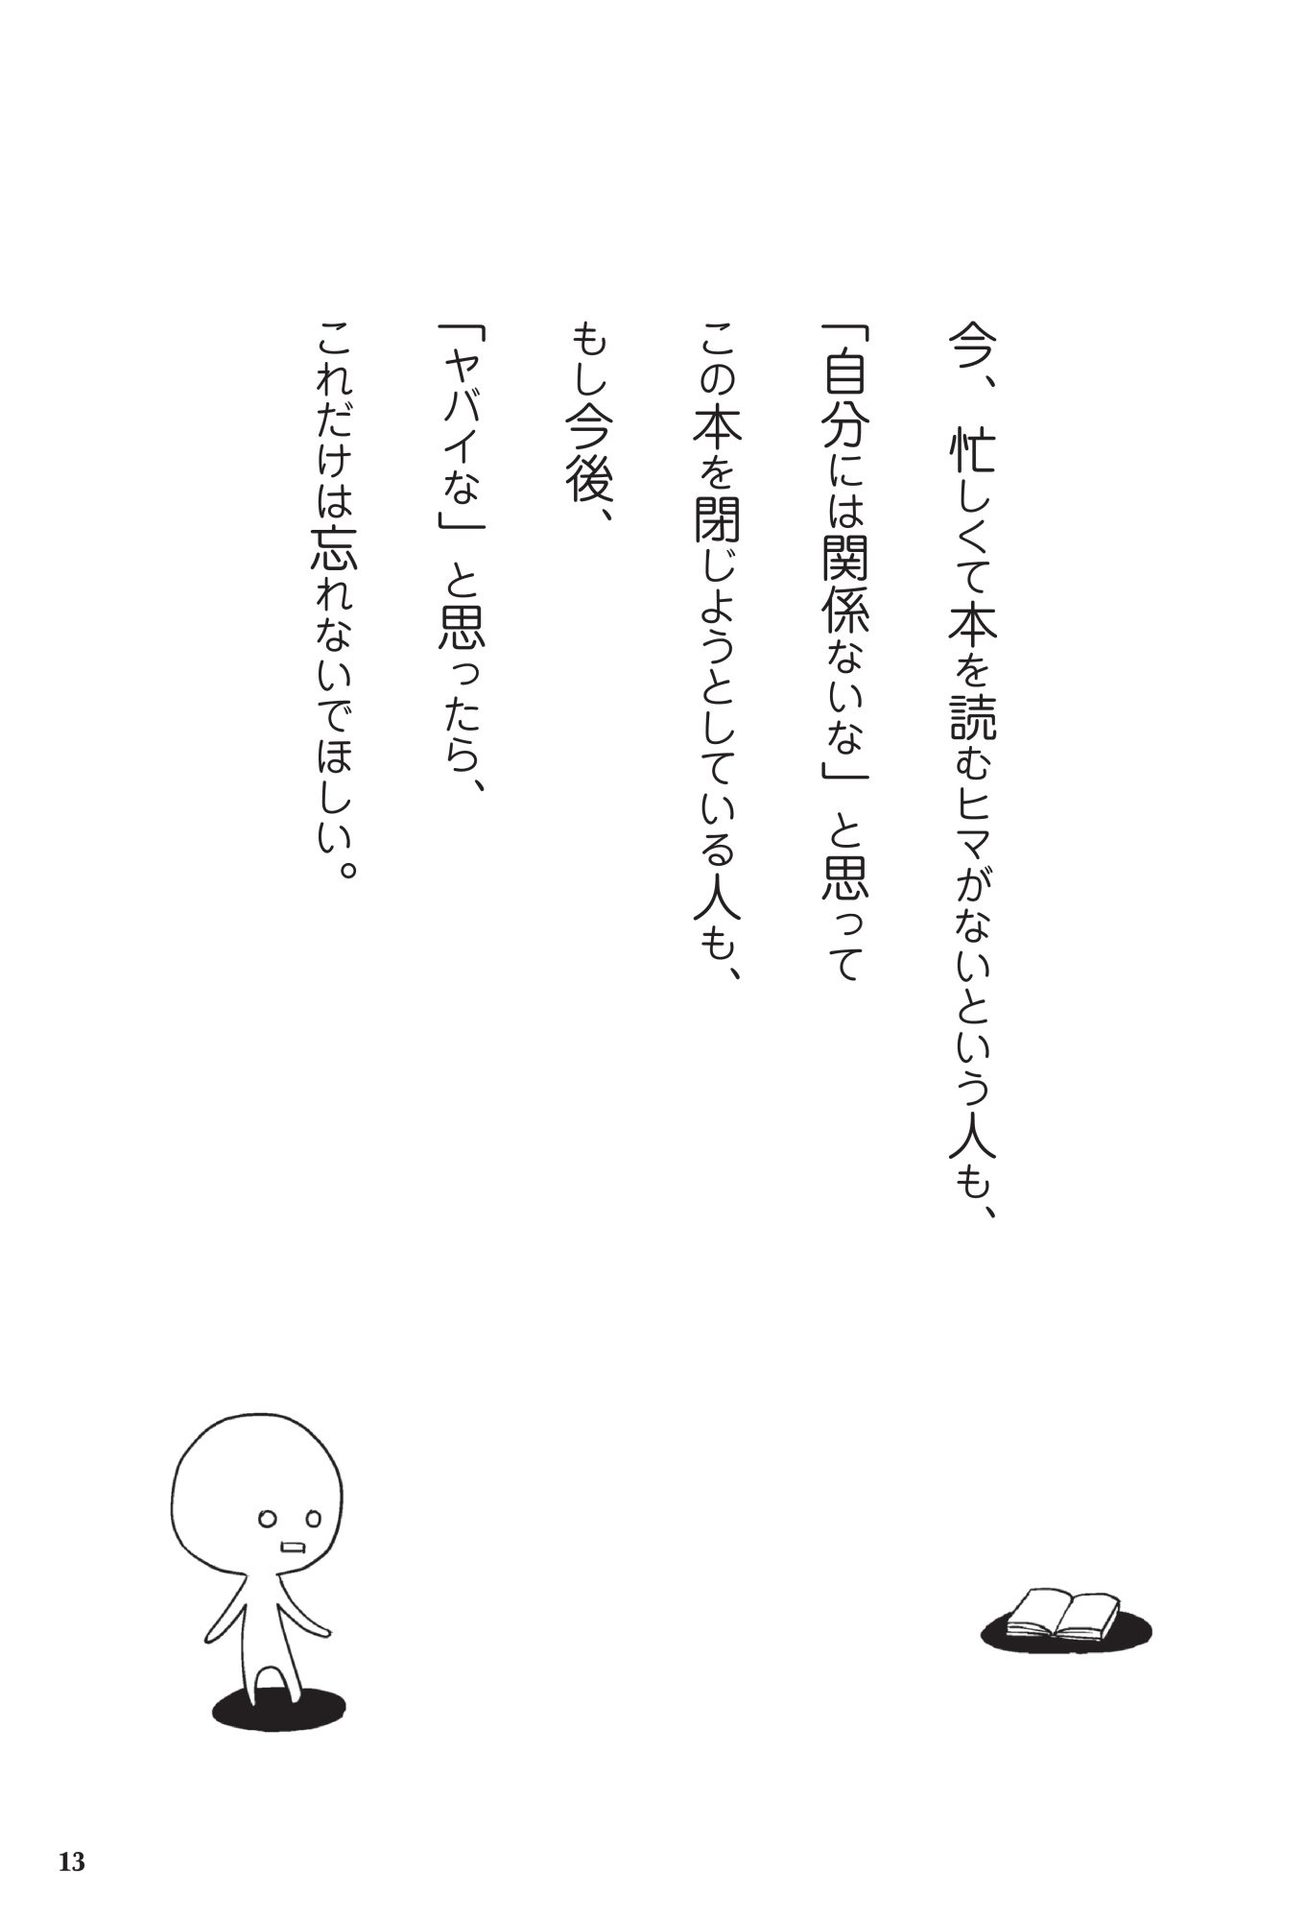 今、忙しくて本を読むヒマがないという人も、
「自分には関係ないな」と思って
この本を閉じようとしている人も、
もし今後、
「ヤバイな」と思ったら、
これだけは忘れないでほしい。
13